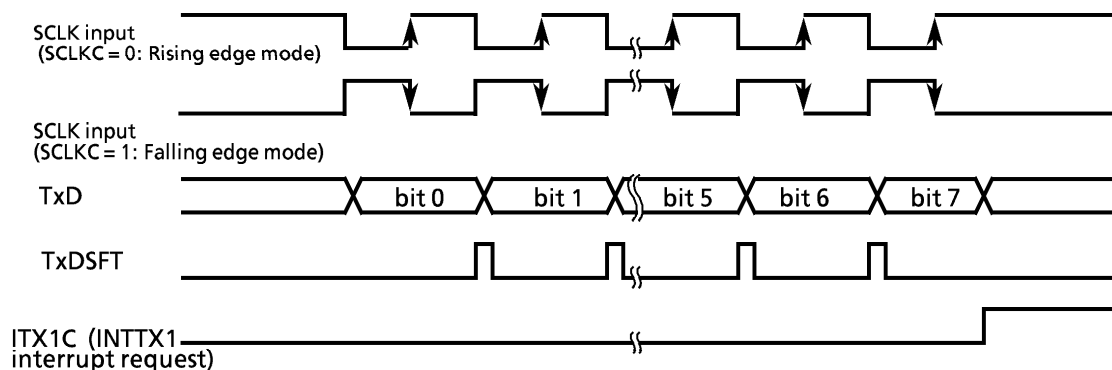 SCLK input
(SCLKC = 0: Rising edge mode)
SCLK input
(SCLKC = 1: Falling edge mode)
TxD
bit 0 bit 1 bit 5 bit 6 bit 7
TxDSFT
ITX1C (INTTX1
interrupt request)